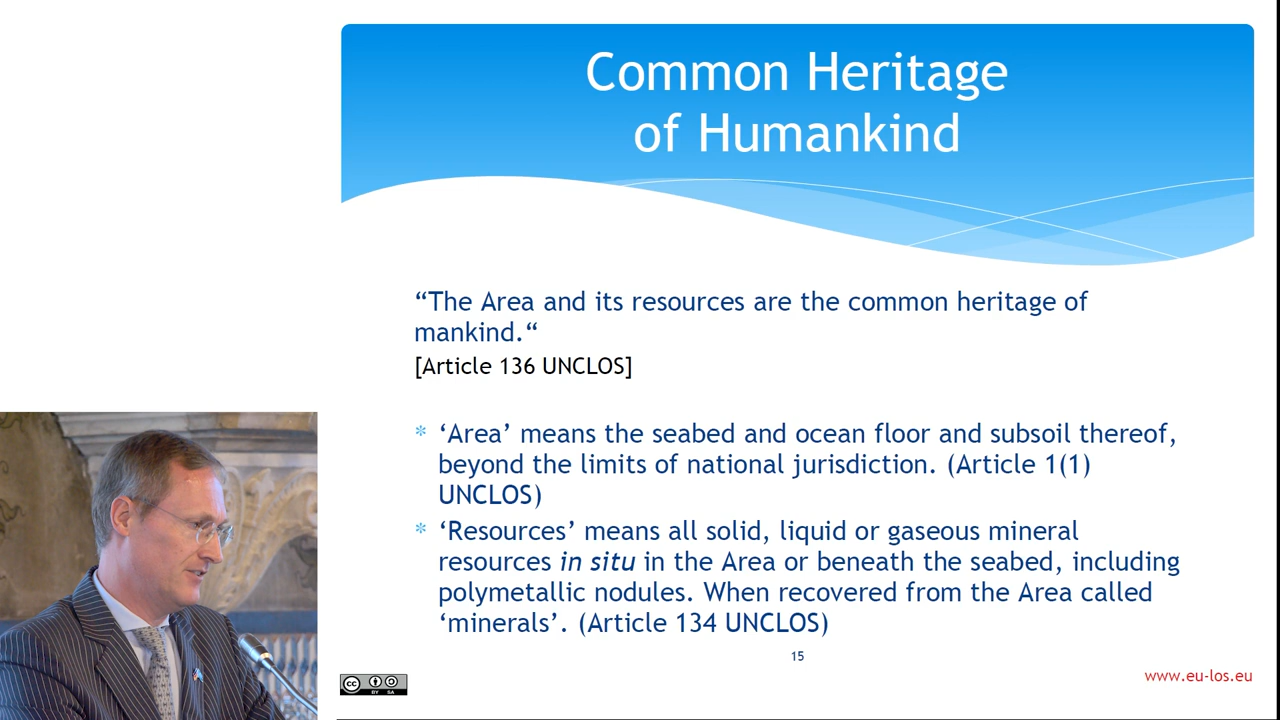 Common Heritage
of Humankind
“The Area and its resources are the common heritage of
mankind.“
[Article 136 UNCLOS]
* ‘Area’ means the seabed and ocean floor and subsoil thereof,
beyond the limits of national jurisdiction. (Article 1(1)
UNCLOS)
* ‘Resources’ means all solid, liquid or gaseous mineral
resources in situ in the Area or beneath the seabed, including
polymetallic nodules. When recovered from the Area called
‘minerals’. (Article 134 UNCLOS)
15
www.eu-los.eu
cc BY SA